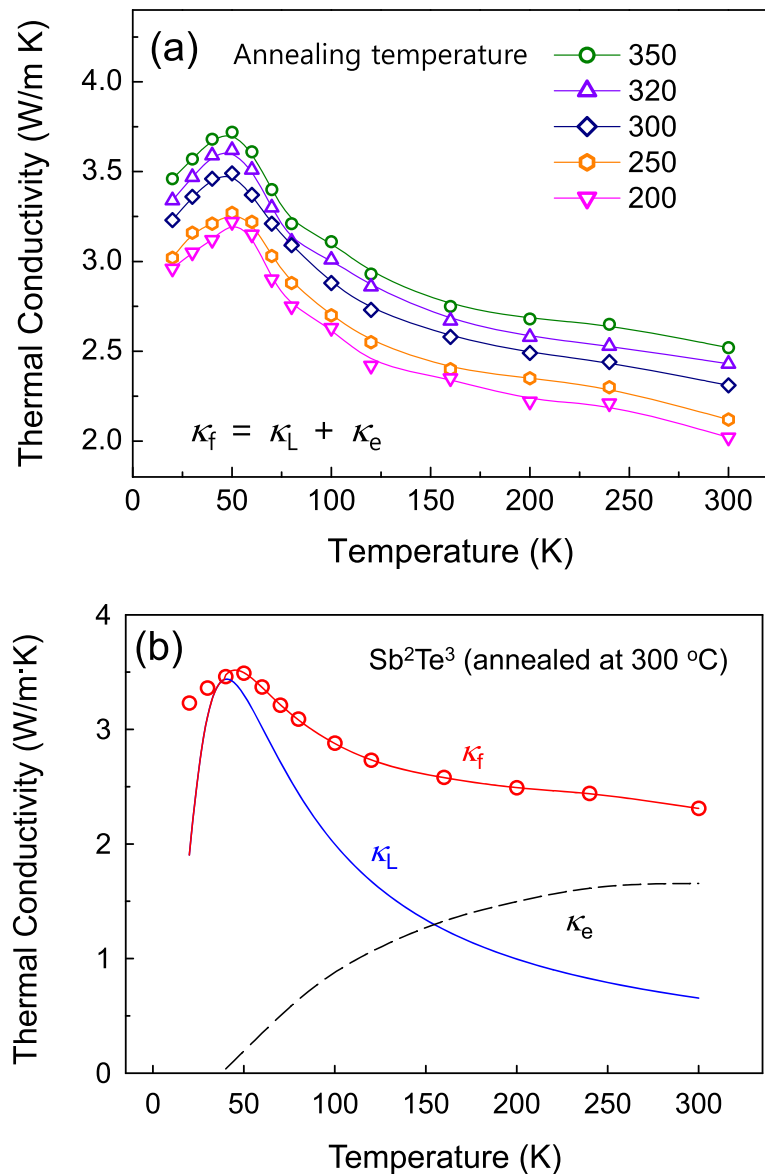 (a) Annealing temperature
350
320
300
250
200
4.0
3.5
3.0
2.5
2.0
Thermal Conductivity (W/m K)
κf = κL + κe
0 50 100 150 200 250 300
Temperature (K)
(b)
Sb²Te³ (annealed at 300 °C)
4
3
2
1
0
Thermal Conductivity (W/m·K)
κf
κL
κe
0 50 100 150 200 250 300
Temperature (K)